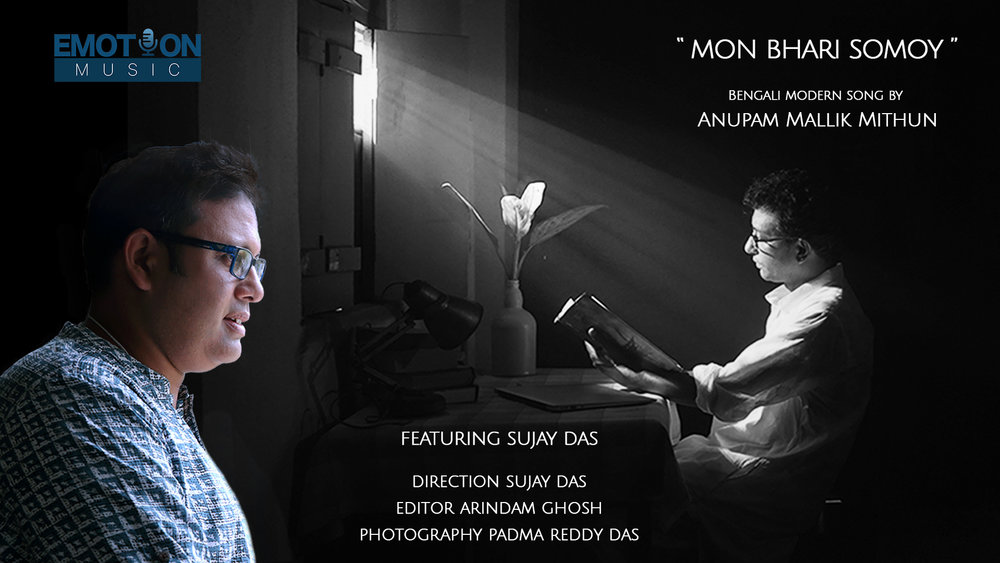 EMOTION
MUSIC
“ MON BHARI SOMOY ”
BENGALI MODERN SONG BY
ANUPAM MALLIK MITHUN
FEATURING SUJAY DAS
DIRECTION SUJAY DAS
EDITOR ARINDAM GHOSH
PHOTOGRAPHY PADMA REDDY DAS